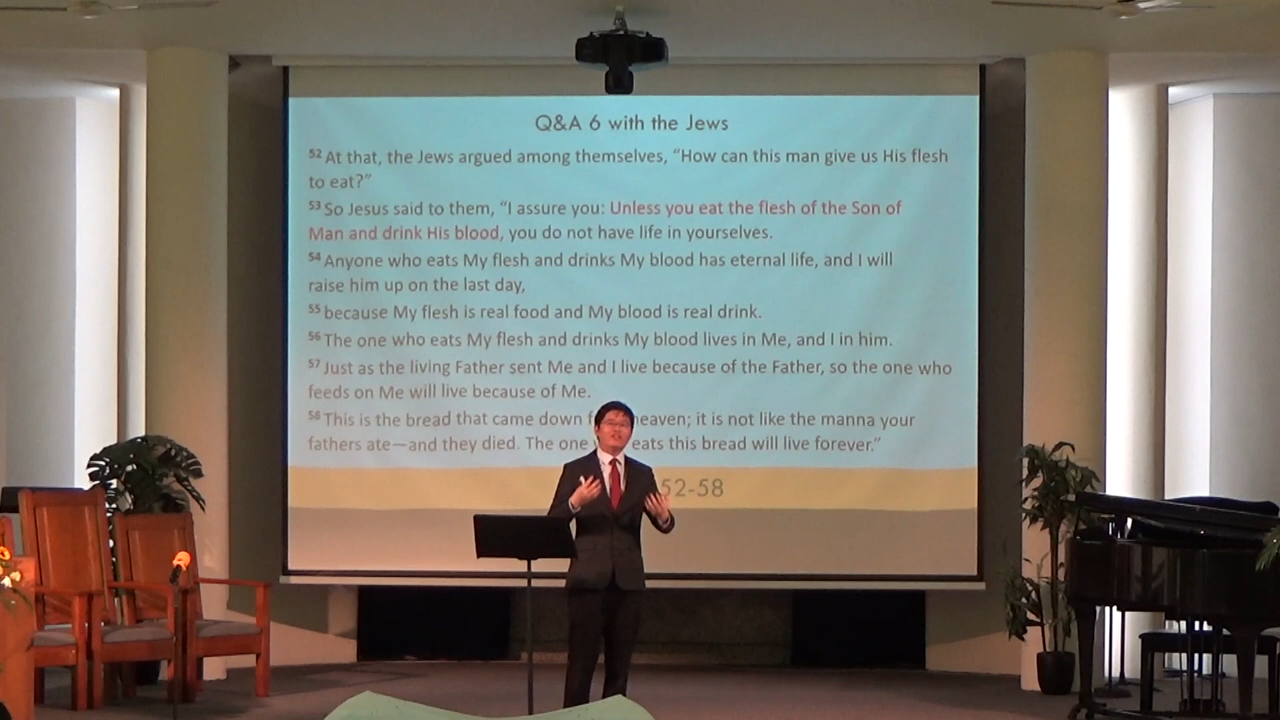 Q&A 6 with the Jews
52 At that, the Jews argued among themselves, “How can this man give us His flesh
to eat?”
53 So Jesus said to them, “I assure you: Unless you eat the flesh of the Son of
Man and drink His blood, you do not have life in yourselves.
54 Anyone who eats My flesh and drinks My blood has eternal life, and I will
raise him up on the last day,
55 because My flesh is real food and My blood is real drink.
56 The one who eats My flesh and drinks My blood lives in Me, and I in him.
57 Just as the living Father sent Me and I live because of the Father, so the one who
feeds on Me will live because of Me.
58 This is the bread that came down eaven; it is not like the manna your
fathers ate—and they died. The one eats this bread will live forever.”
52-58